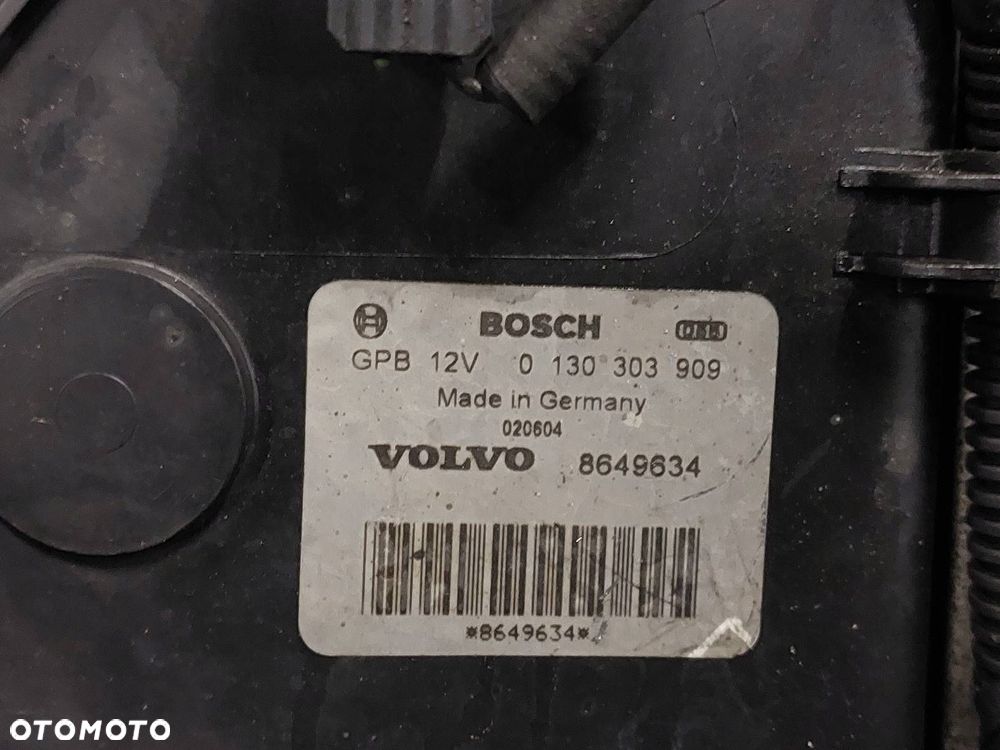 BOSCH
GPB 12V 0 130 303 909
Made in Germany
020604
VOLVO 8649634
*8649634*
OTOMOTO